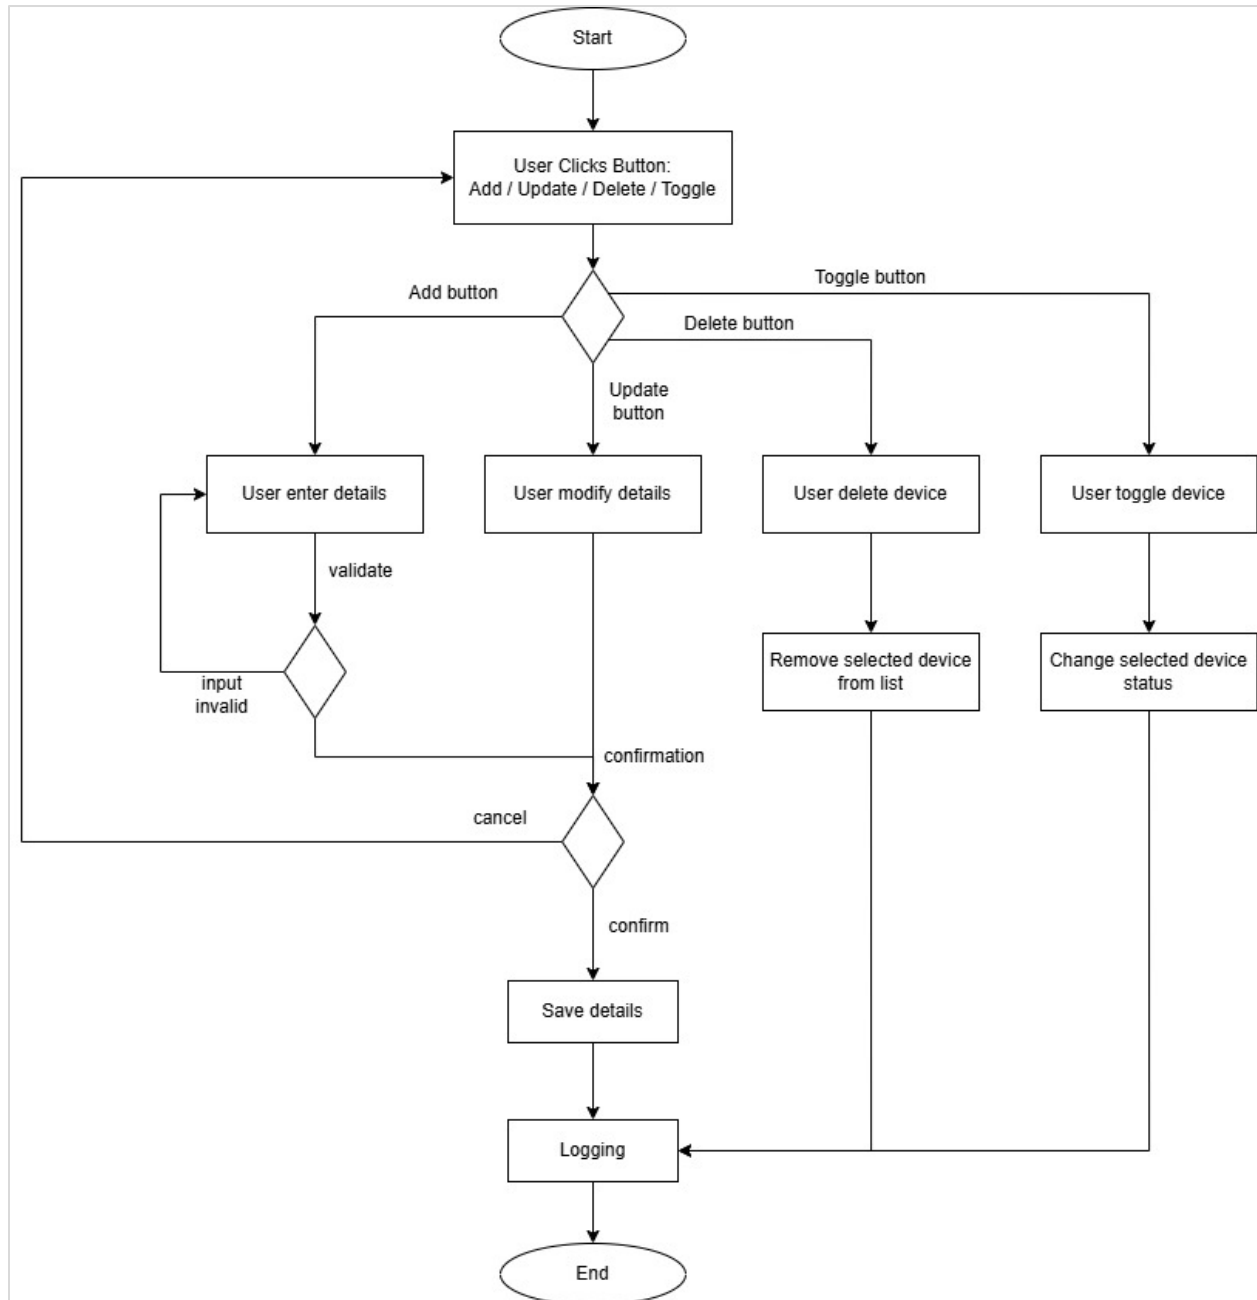 Start
User Clicks Button:
Add / Update / Delete / Toggle
Toggle button
Add button
Delete button
Update
button
User enter details
User modify details
User delete device
User toggle device
validate
Remove selected device
from list
Change selected device
status
input
invalid
confirmation
cancel
confirm
Save details
Logging
End